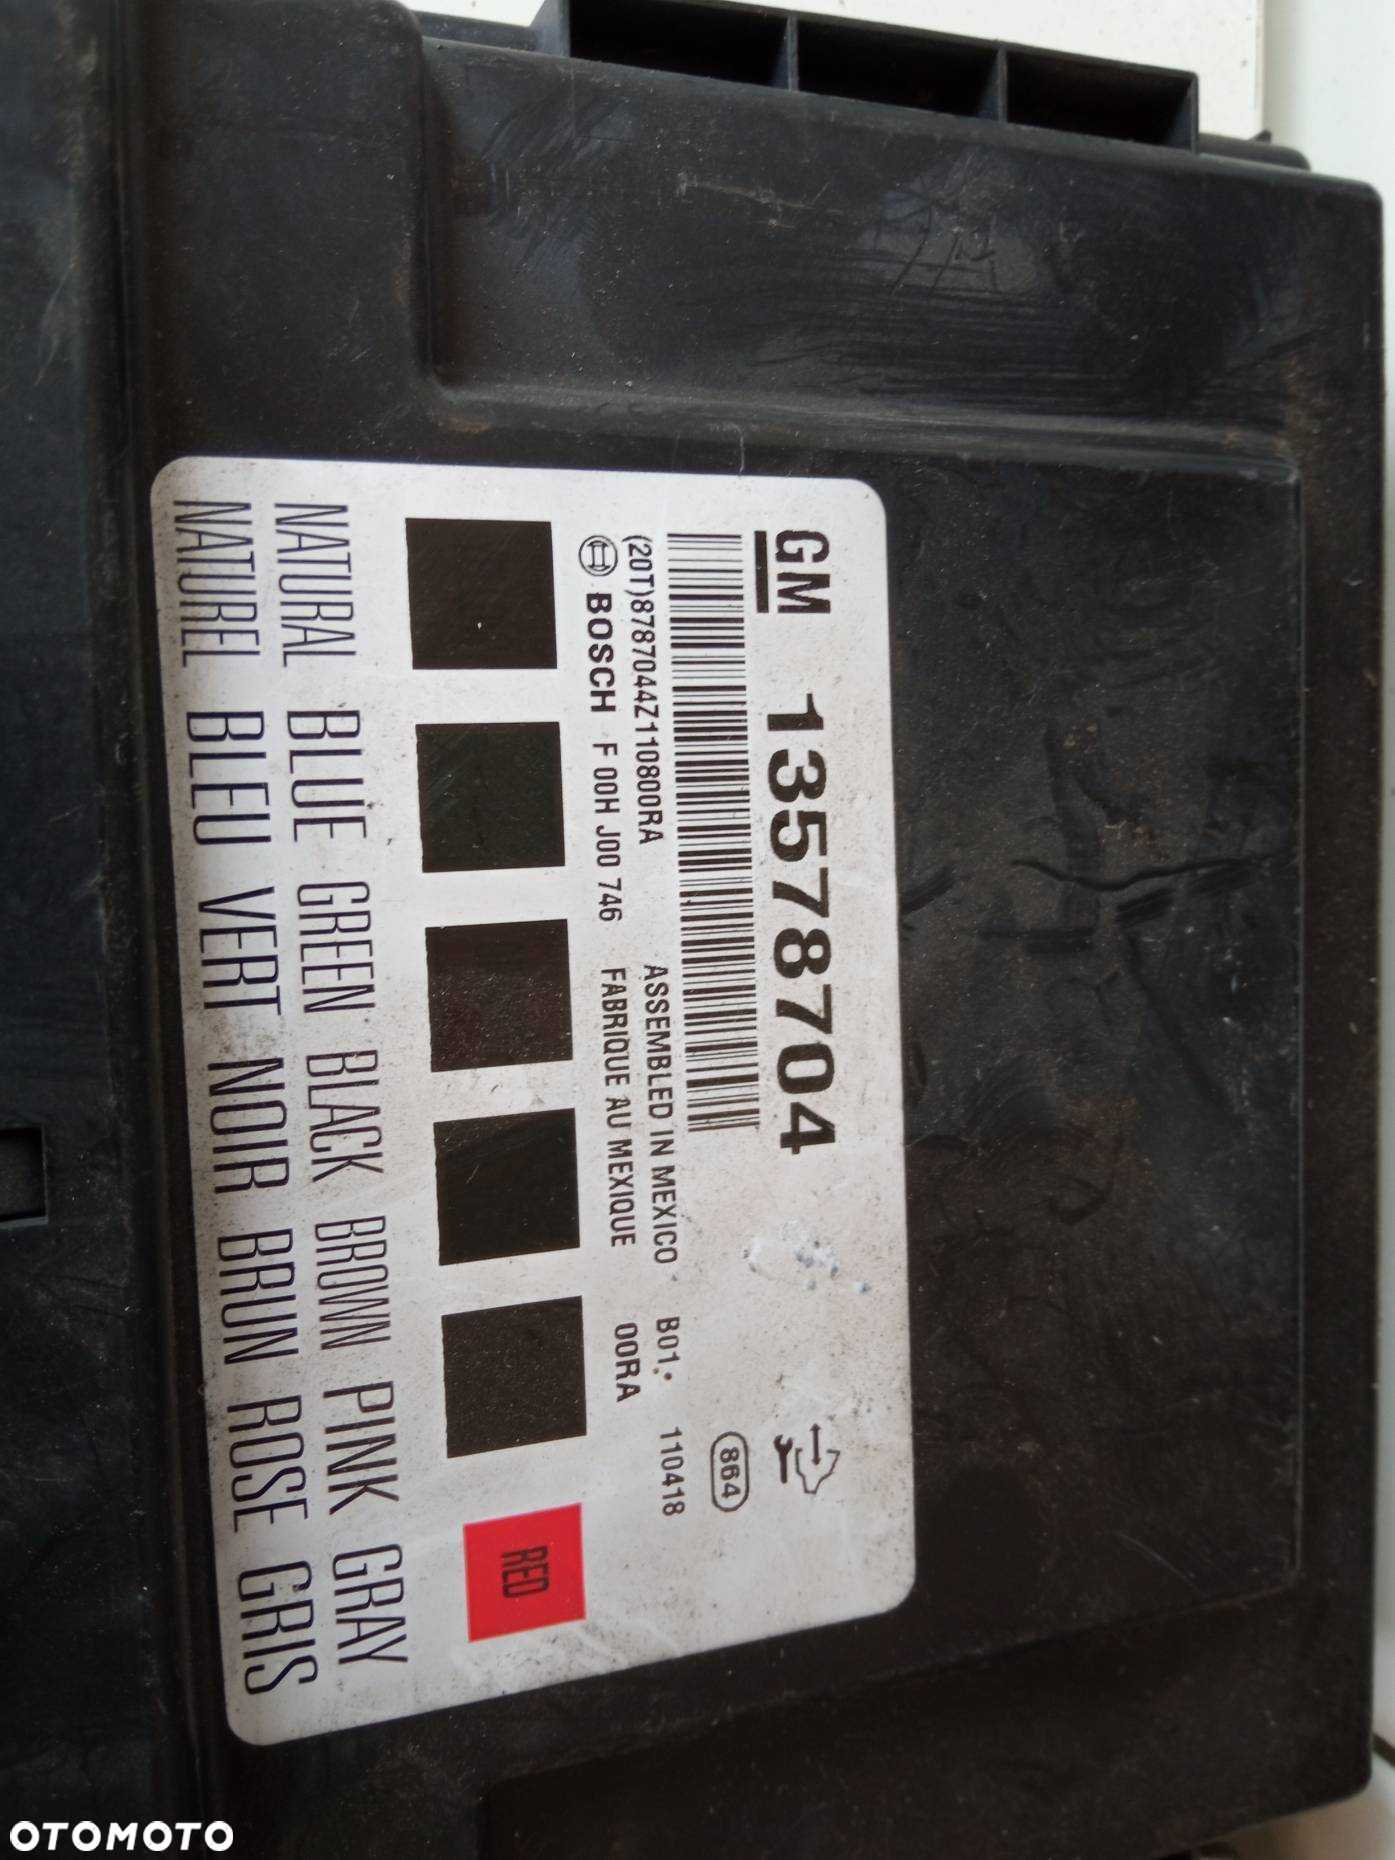 GM 13578704
864
(20T)8787044Z110800RA ASSEMBLED IN MEXICO B01. 110418
BOSCH F 00H J00 746 FABRIQUE AU MEXIQUE 00RA
RED
NATURAL BLUE GREEN BLACK BROWN PINK GRAY
NATUREL BLEU VERT NOIR BRUN ROSE GRIS
OTOMOTO